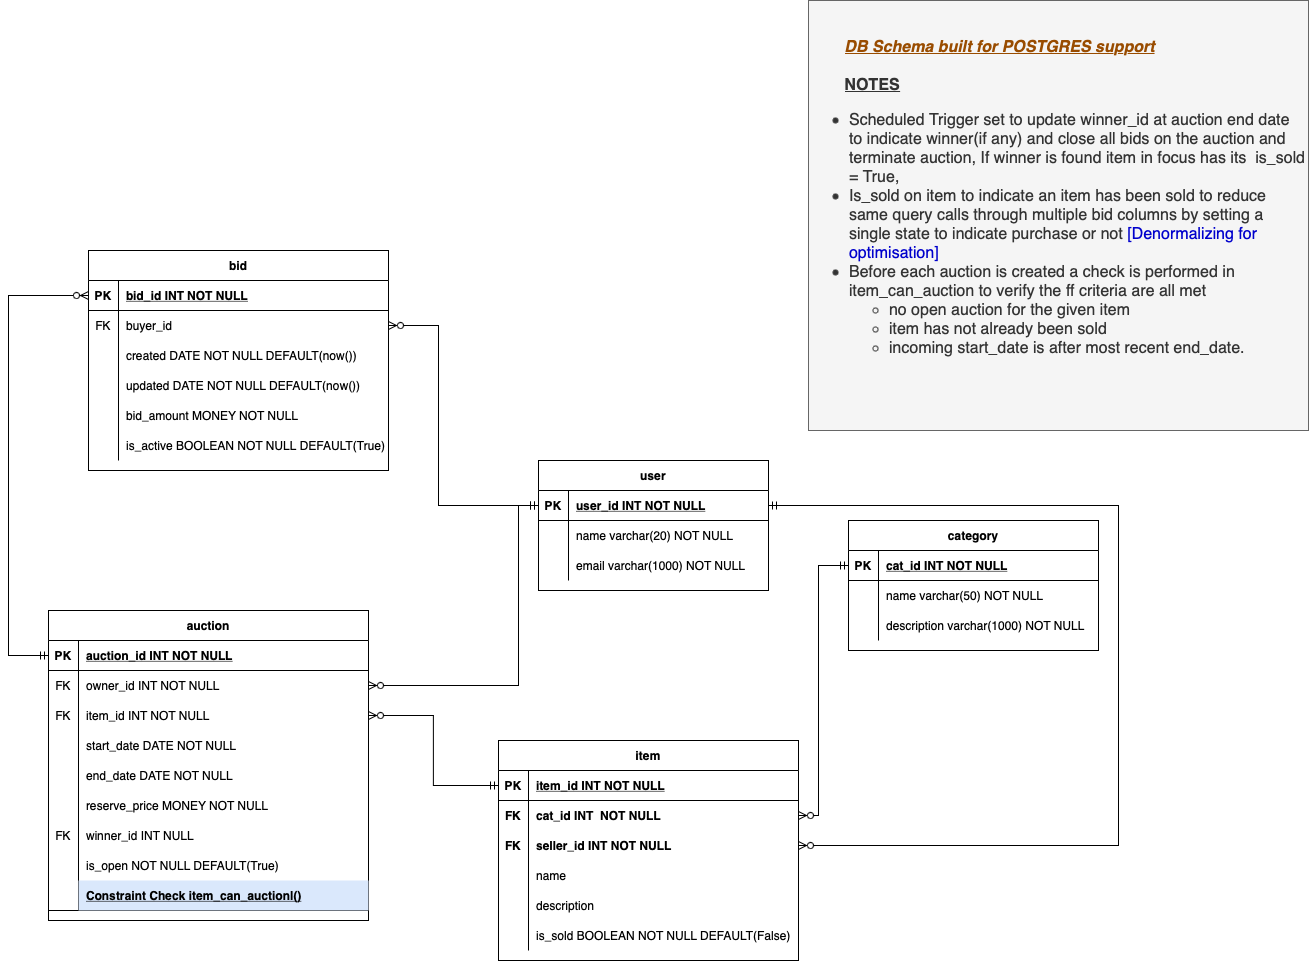 DB Schema built for POSTGRES support
NOTES
Scheduled Trigger set to update winner_id at auction end date
to indicate winner(if any) and close all bids on the auction and
terminate auction, If winner is found item in focus has its is_sold
= True,
Is_sold on item to indicate an item has been sold to reduce
same query calls through multiple bid columns by setting a
single state to indicate purchase or not [Denormalizing for
optimisation]
Before each auction is created a check is performed in
item_can_auction to verify the ff criteria are all met
no open auction for the given item
item has not already been sold
incoming start_date is after most recent end_date.
bid
PK bid_id INT NOT NULL
FK buyer_id
created DATE NOT NULL DEFAULT(now())
updated DATE NOT NULL DEFAULT(now())
bid_amount MONEY NOT NULL
is_active BOOLEAN NOT NULL DEFAULT(True)
user
PK user_id INT NOT NULL
name varchar(20) NOT NULL
email varchar(1000) NOT NULL
category
PK cat_id INT NOT NULL
name varchar(50) NOT NULL
description varchar(1000) NOT NULL
auction
PK auction_id INT NOT NULL
FK owner_id INT NOT NULL
FK item_id INT NOT NULL
start_date DATE NOT NULL
end_date DATE NOT NULL
reserve_price MONEY NOT NULL
FK winner_id INT NULL
is_open NOT NULL DEFAULT(True)
Constraint Check item_can_auctionI()
item
PK item_id INT NOT NULL
FK cat_id INT NOT NULL
FK seller_id INT NOT NULL
name
description
is_sold BOOLEAN NOT NULL DEFAULT(False)